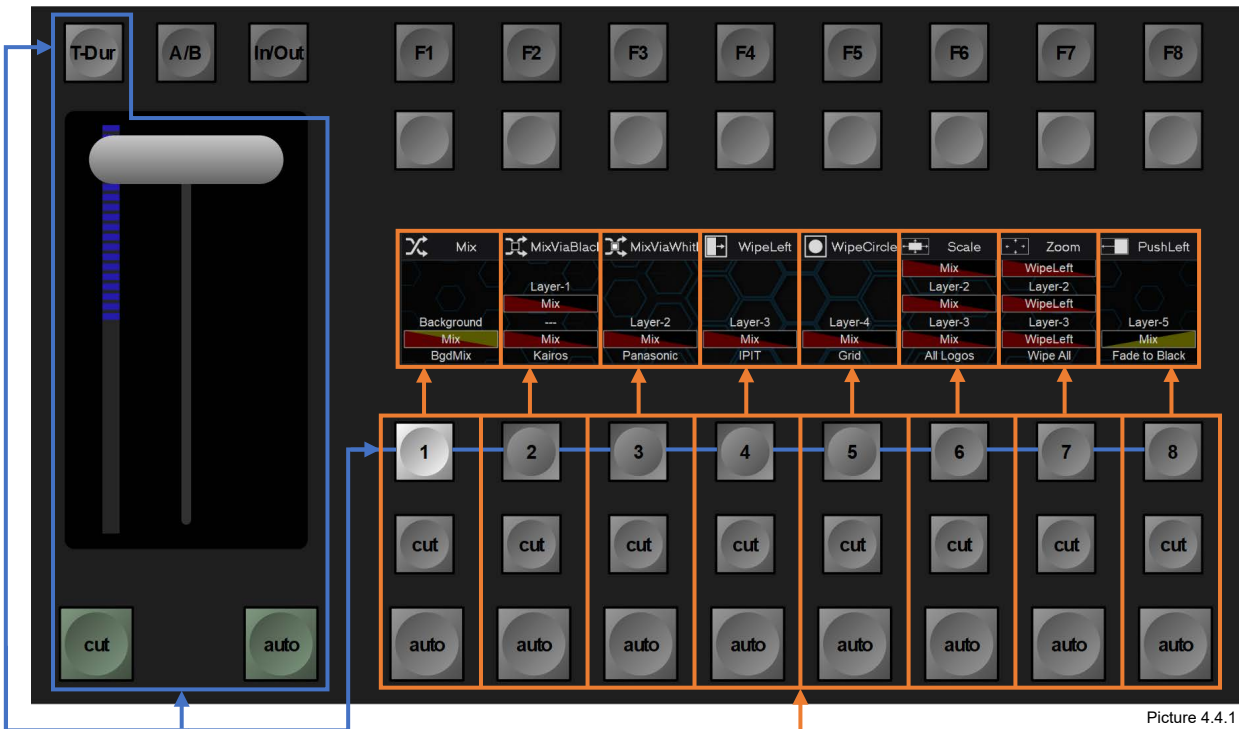 T-Dur A/B In/Out F1 F2 F3 F4 F5 F6 F7 F8
Mix MixViaBlac MixViaWhit WipeLeft WipeCircle Scale Zoom PushLeft
Mix WipeLeft
Layer-1 Layer-2 Layer-2
Mix Mix WipeLeft
Background --- Layer-2 Layer-3 Layer-4 Layer-3 Layer-3 Layer-5
Mix Mix Mix Mix Mix Mix WipeLeft Mix
BgdMix Kairos Panasonic IPIT Grid All Logos Wipe All Fade to Black
1 2 3 4 5 6 7 8
cut cut cut cut cut cut cut cut
cut auto auto auto auto auto auto auto auto auto
Picture 4.4.1